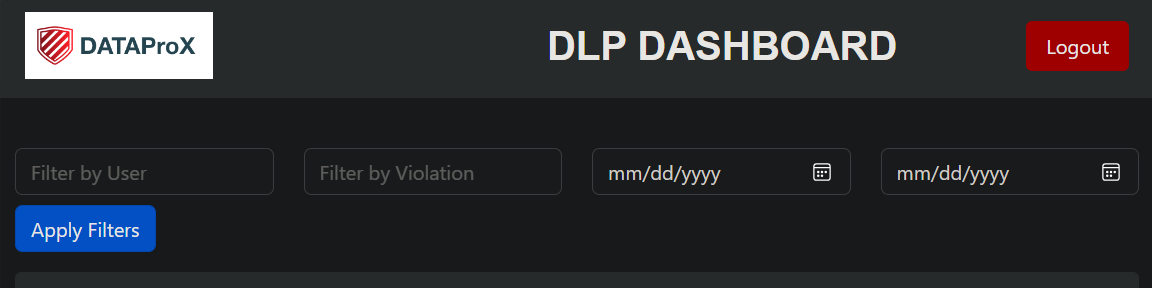 DATAProX
DLP DASHBOARD
Logout
Filter by User
Filter by Violation
mm/dd/yyyy
mm/dd/yyyy
Apply Filters